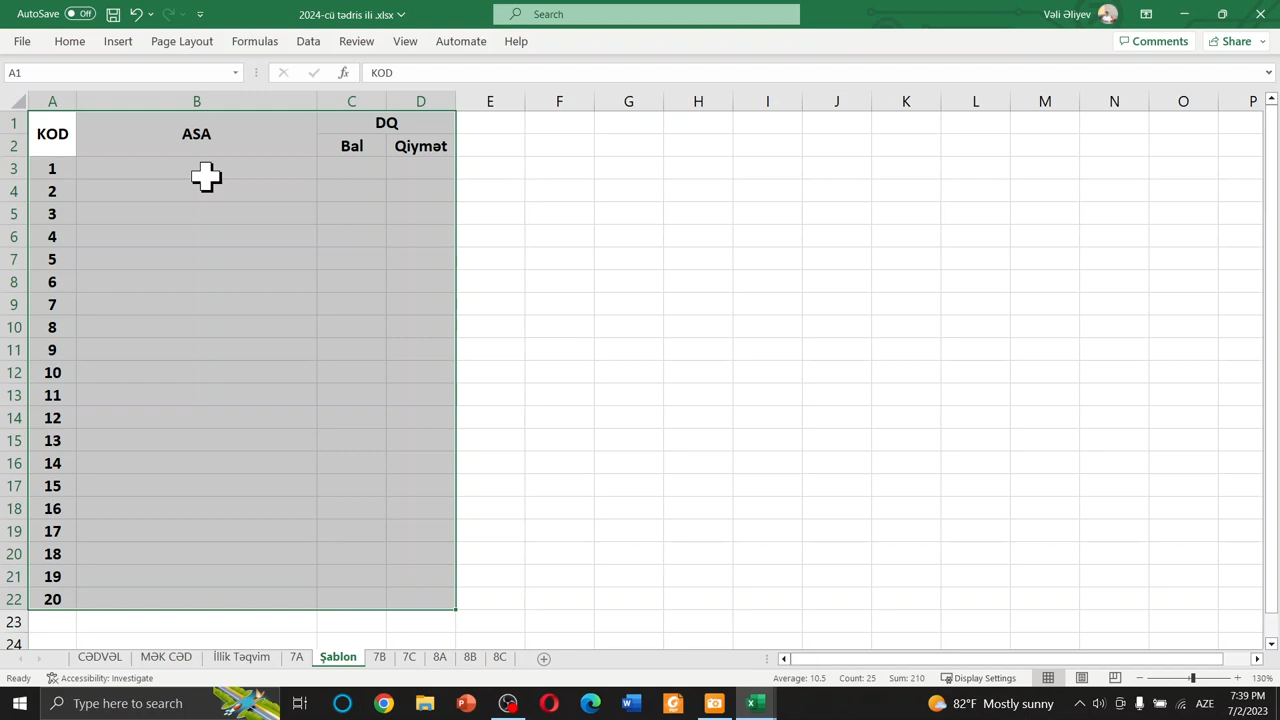 AutoSave Off 2024-cü tədris ili .xlsx Search Vəli Əliyev
File Home Insert Page Layout Formulas Data Review View Automate Help Comments Share
A1 fx KOD
A B C D E F G H I J K L M N O P
1 KOD ASA DQ
2 Bal Qiymət
3 1
4 2
5 3
6 4
7 5
8 6
9 7
10 8
11 9
12 10
13 11
14 12
15 13
16 14
17 15
18 16
19 17
20 18
21 19
22 20
23
24
CƏDVƏL MƏK CƏD İllik Təqvim 7A Şablon 7B 7C 8A 8B 8C
Ready Accessibility: Investigate Average: 10.5 Count: 25 Sum: 210 Display Settings 130%
Type here to search 82°F Mostly sunny AZE 7:39 PM
7/2/2023